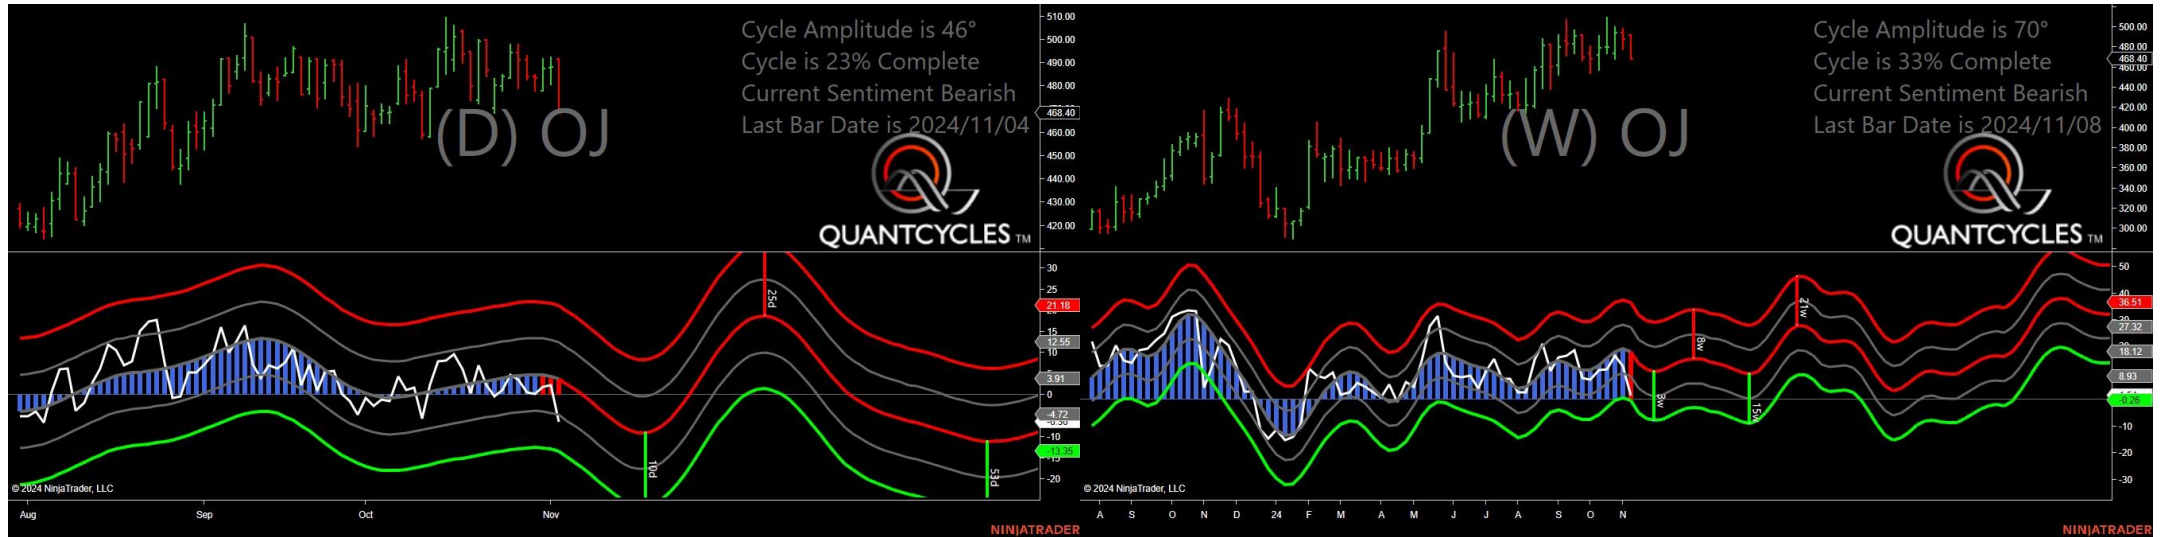 Cycle Amplitude is 46°
Cycle is 23% Complete
Current Sentiment Bearish
Last Bar Date is 2024/11/04
(D) OJ
QUANTCYCLES TM
510.00
500.00
490.00
480.00
468.40
460.00
450.00
440.00
430.00
420.00
30
25
21.18
15
12.55
10
3.91
0
-4.72
-10
-13.35
-20
25d
10d
53d
© 2024 NinjaTrader, LLC
Aug Sep Oct Nov
NINJATRADER
Cycle Amplitude is 70°
Cycle is 33% Complete
Current Sentiment Bearish
Last Bar Date is 2024/11/08
(W) OJ
QUANTCYCLES TM
500.00
480.00
468.40
460.00
440.00
420.00
400.00
380.00
360.00
340.00
320.00
300.00
50
40
36.51
27.32
18.12
8.93
-0.26
-10
-20
-30
8w
21w
15w
© 2024 NinjaTrader, LLC
A S O N D 24 F M A M J J A S O N
NINJATRADER